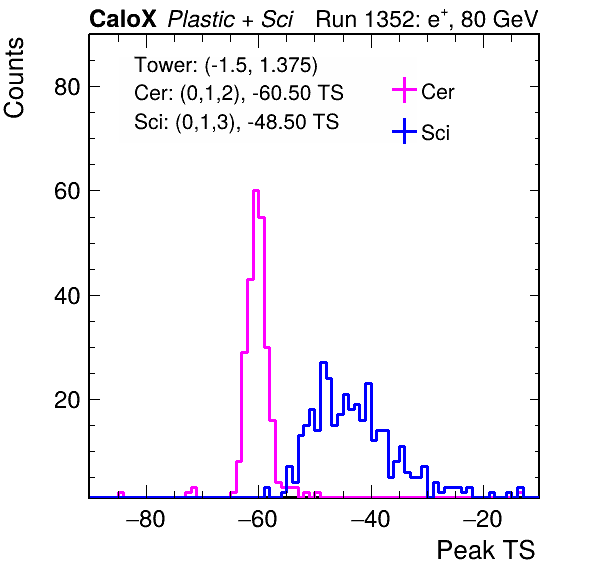 CaloX Plastic + Sci Run 1352: e⁺, 80 GeV
Counts
Tower: (-1.5, 1.375)
Cer: (0,1,2), -60.50 TS
Sci: (0,1,3), -48.50 TS
Cer
Sci
80
60
40
20
−80 −60 −40 −20
Peak TS